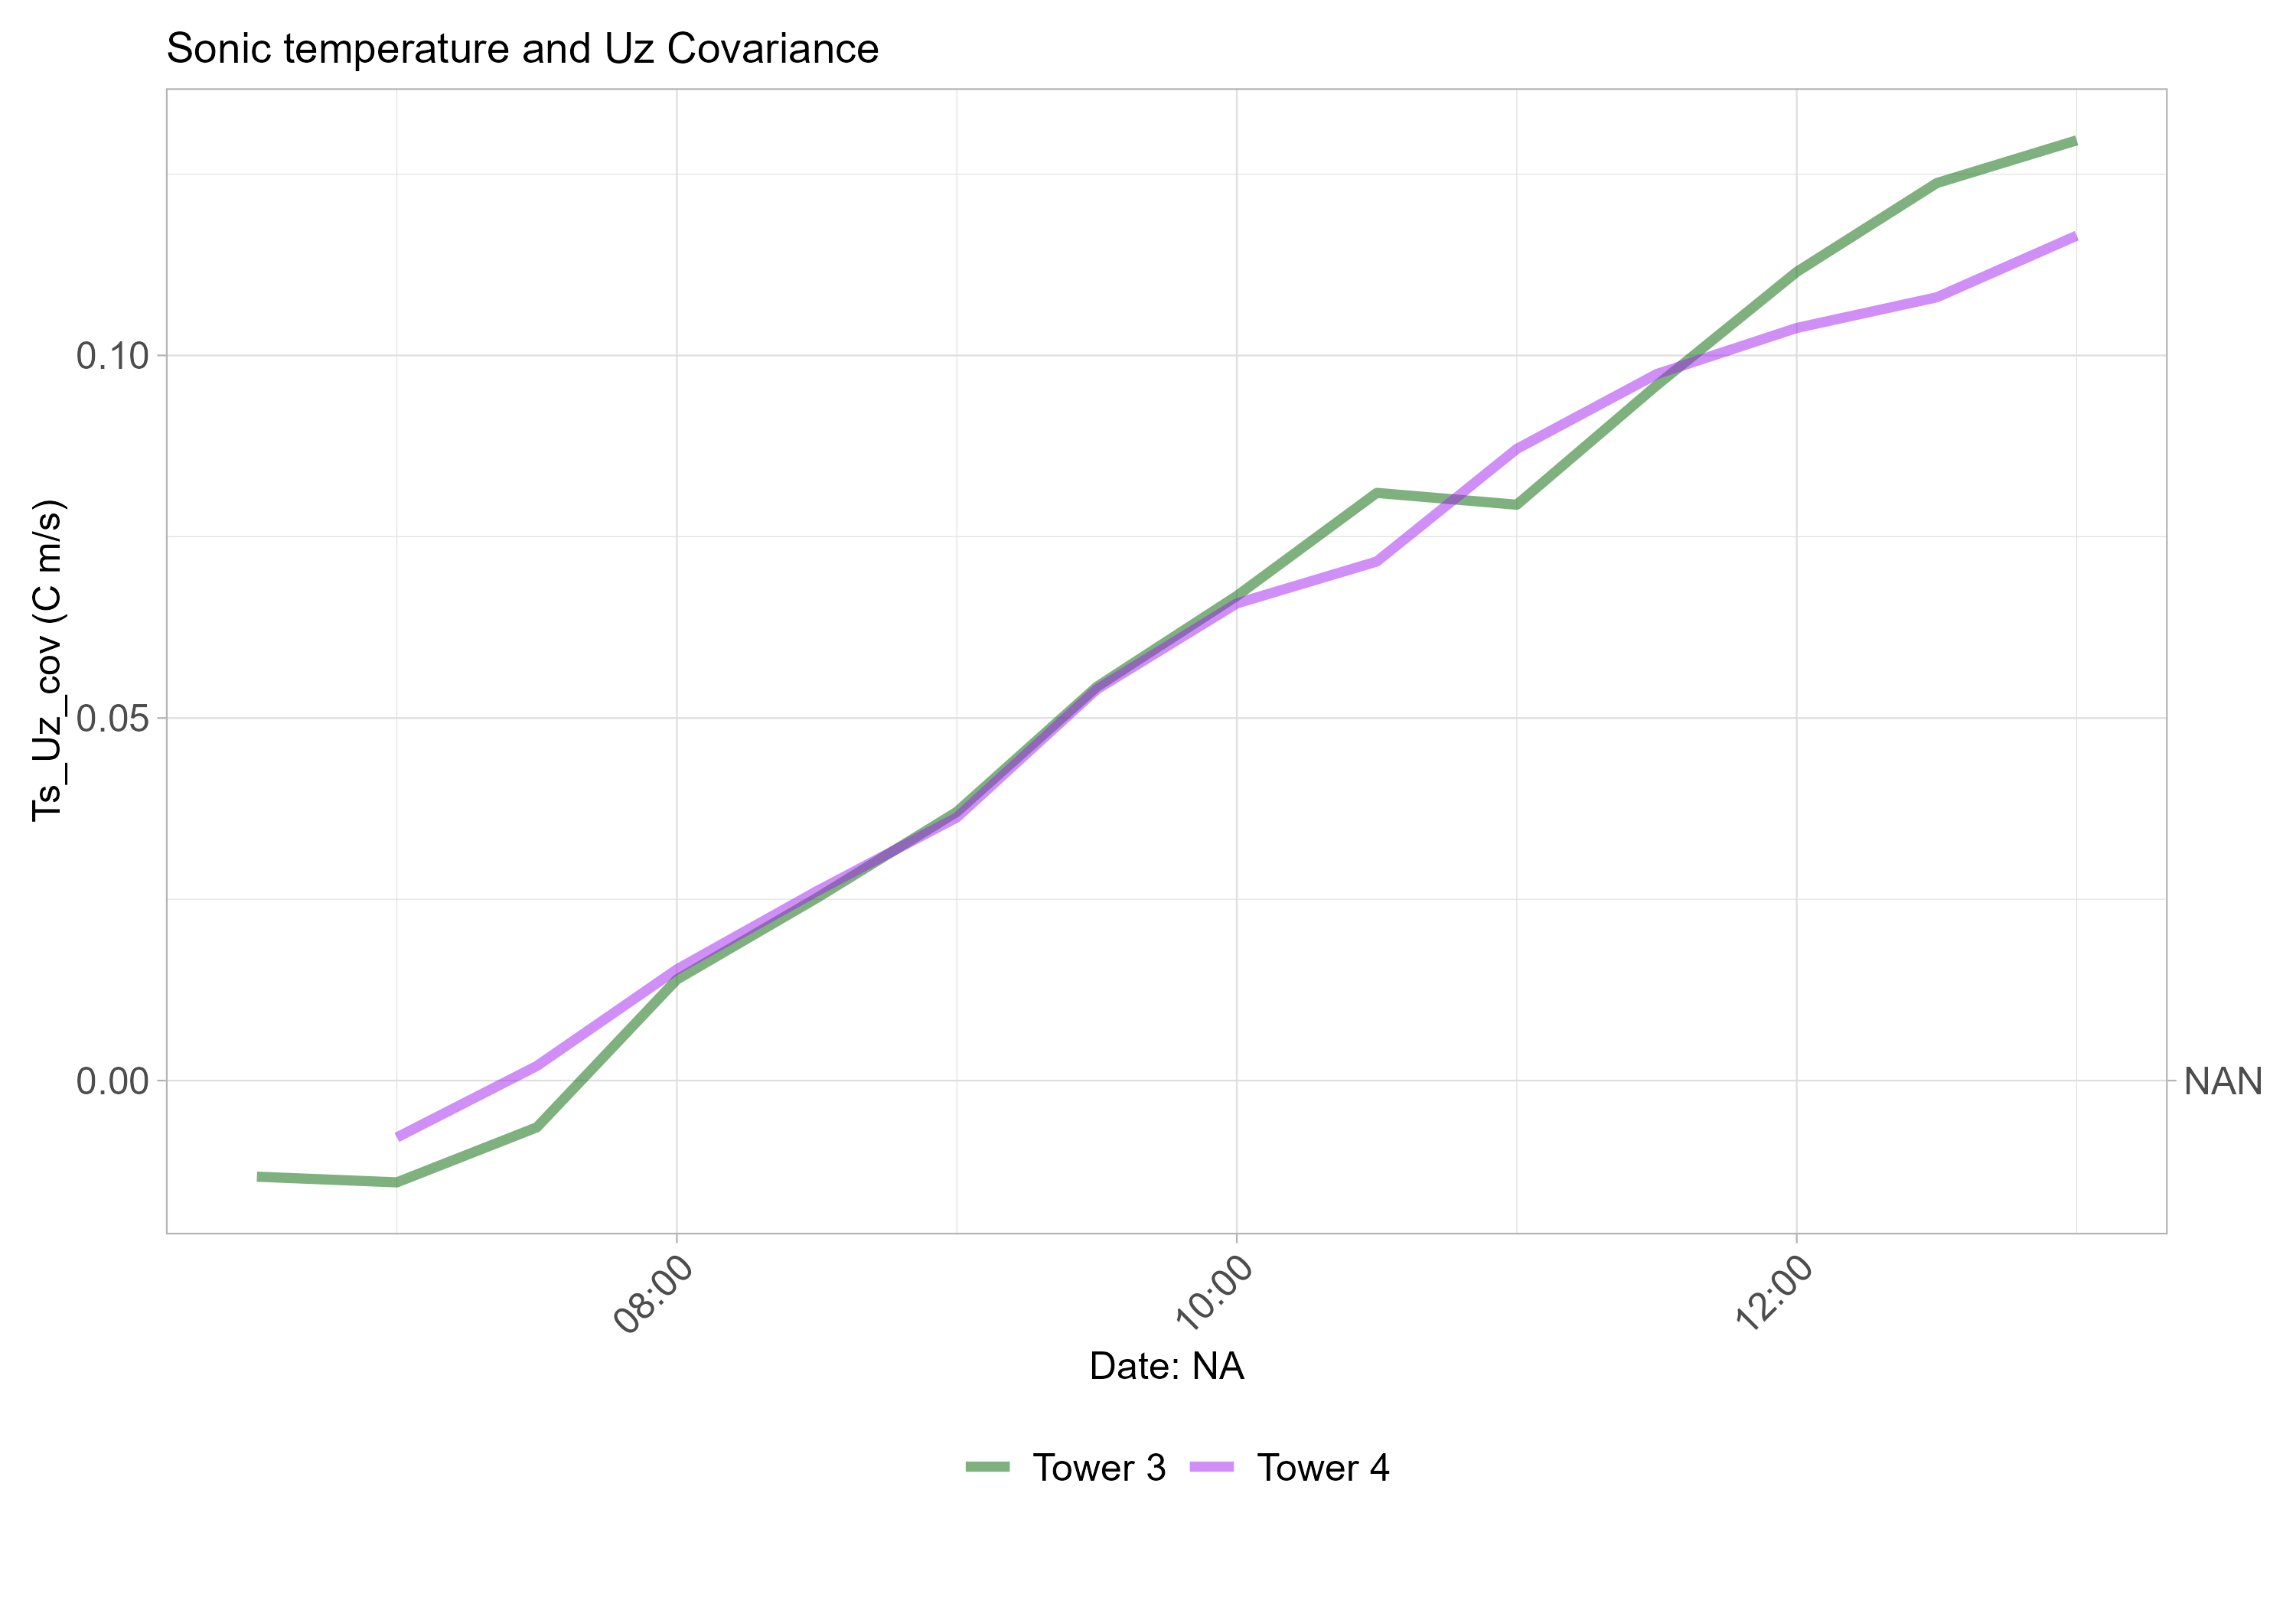 Sonic temperature and Uz Covariance
Ts_Uz_cov (C m/s)
0.10
0.05
0.00
NAN
08:00
10:00
12:00
Date: NA
Tower 3
Tower 4